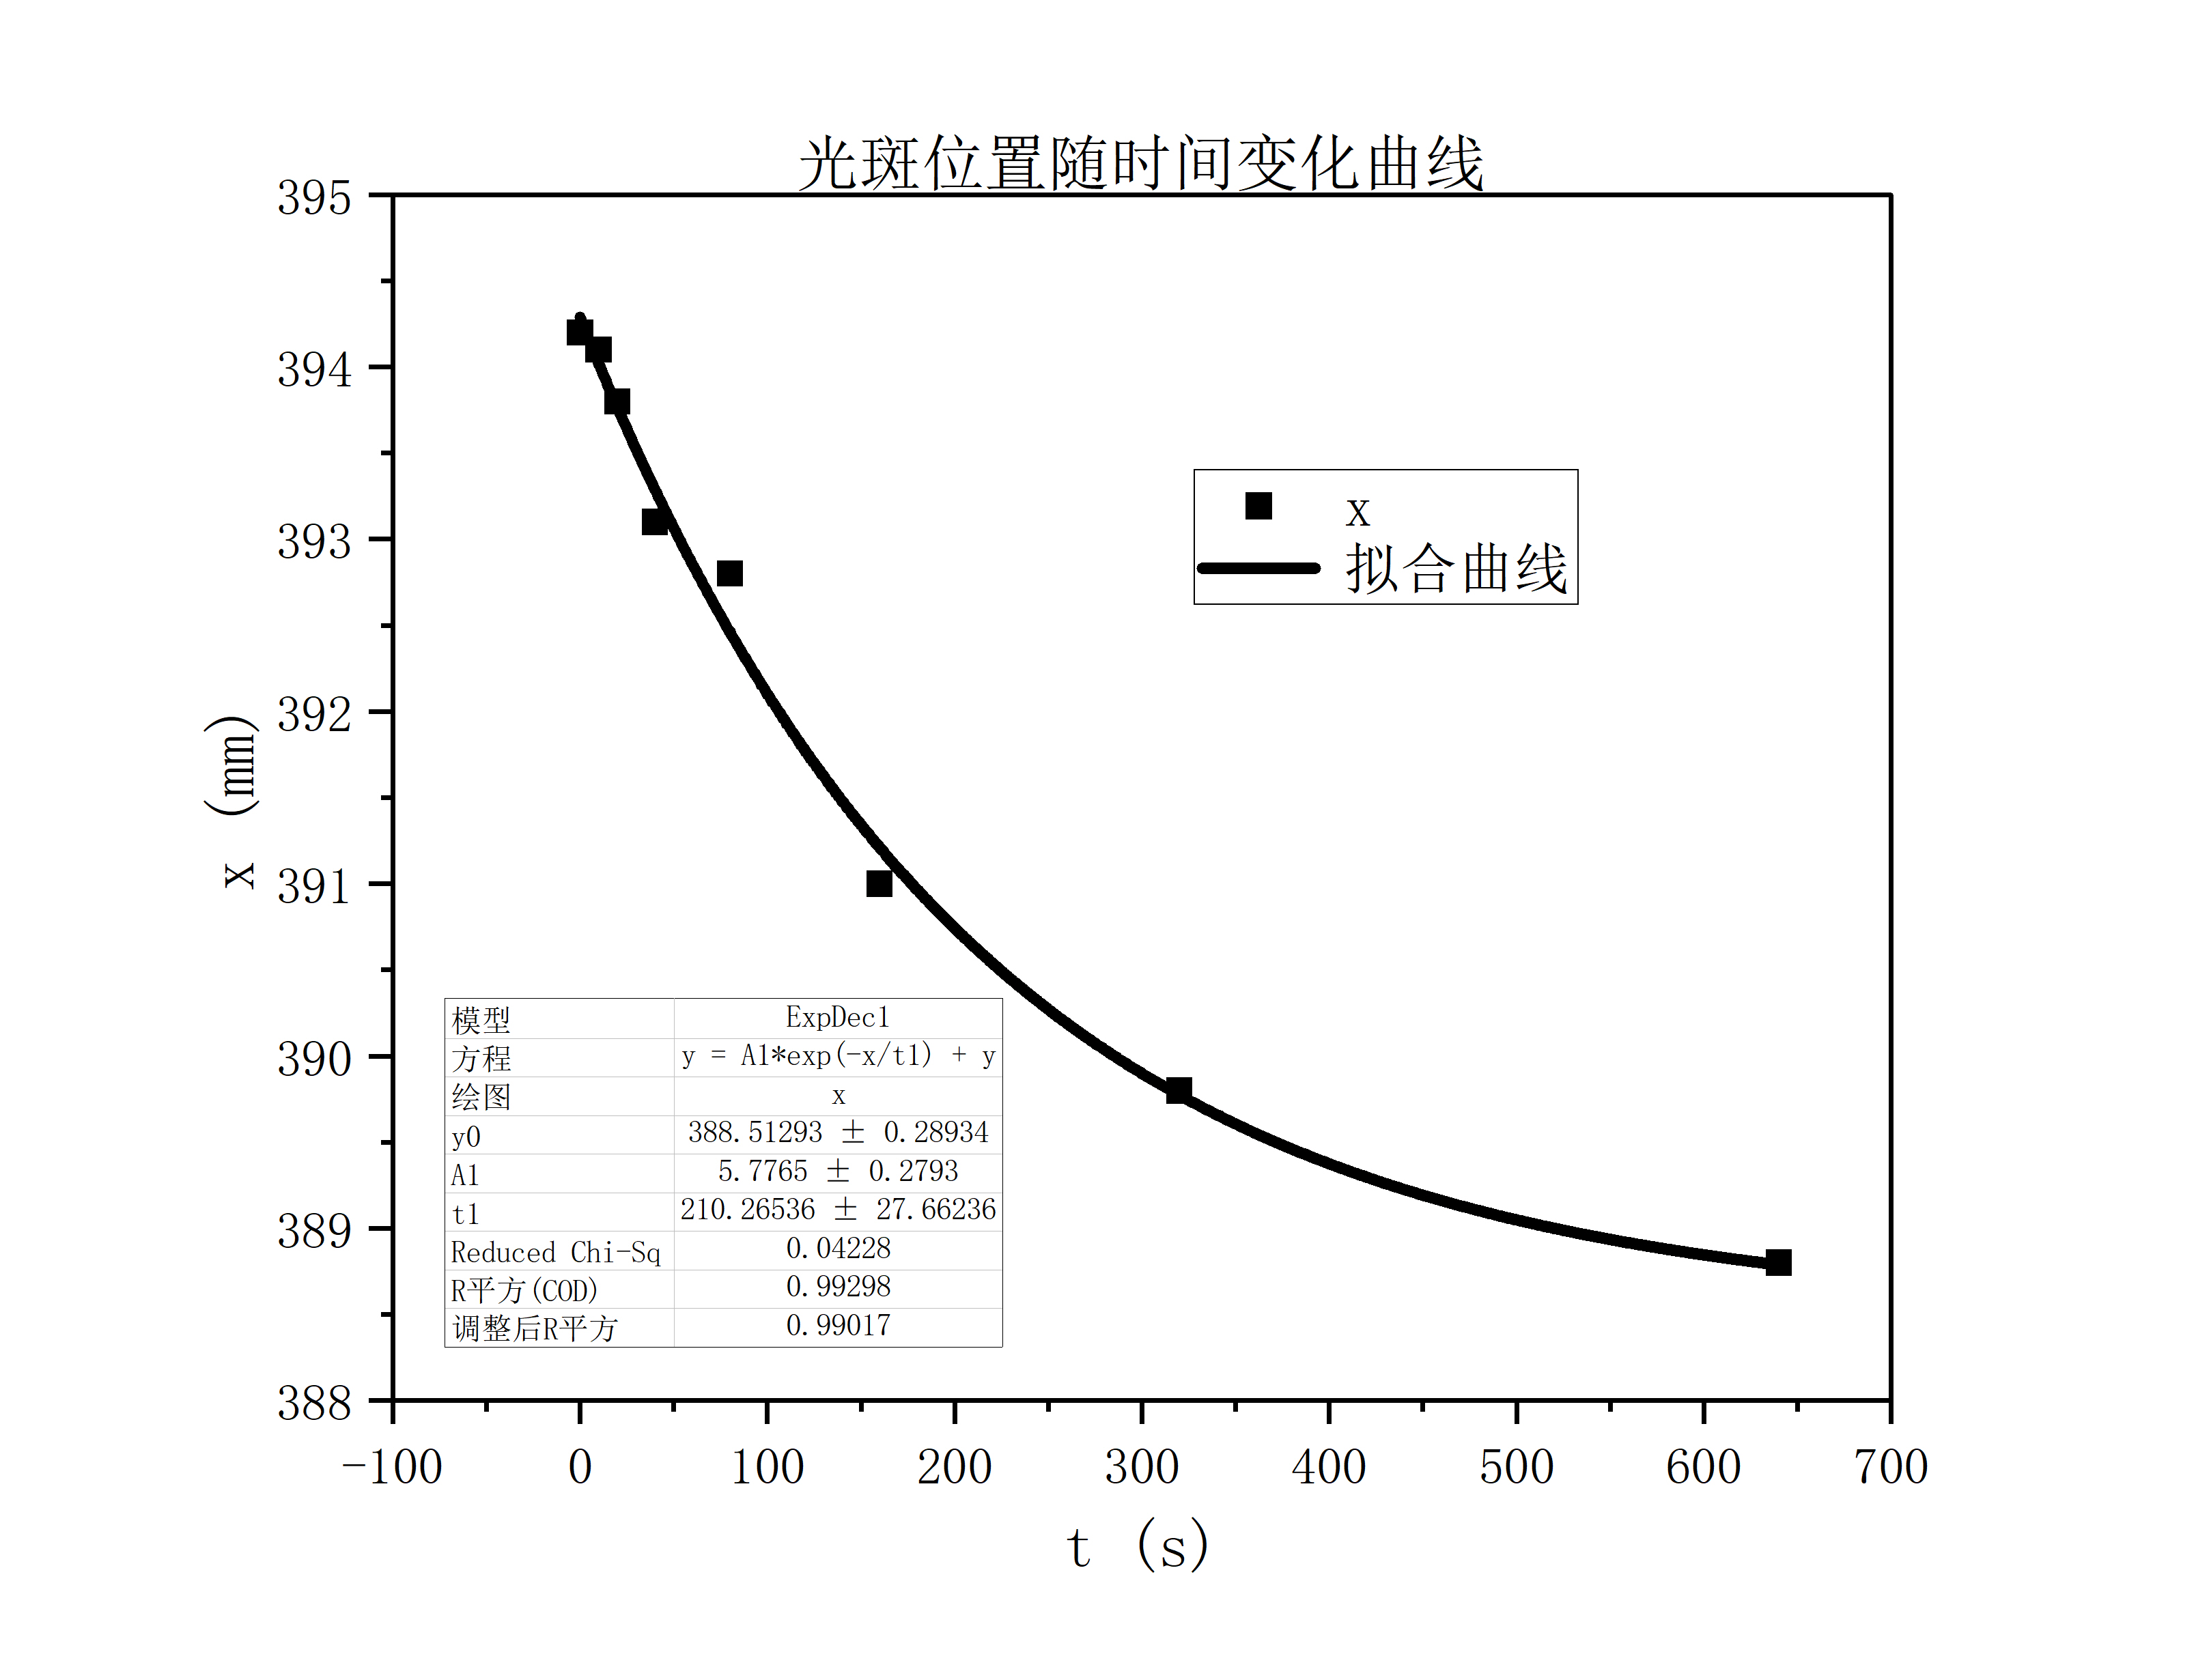 光斑位置随时间变化曲线
395
394
393
392
391
390
389
388
x (mm)
x
拟合曲线
模型 ExpDec1
方程 y = A1*exp(-x/t1) + y
绘图 x
y0 388.51293 ± 0.28934
A1 5.7765 ± 0.2793
t1 210.26536 ± 27.66236
Reduced Chi-Sq 0.04228
R平方(COD) 0.99298
调整后R平方 0.99017
-100 0 100 200 300 400 500 600 700
t (s)